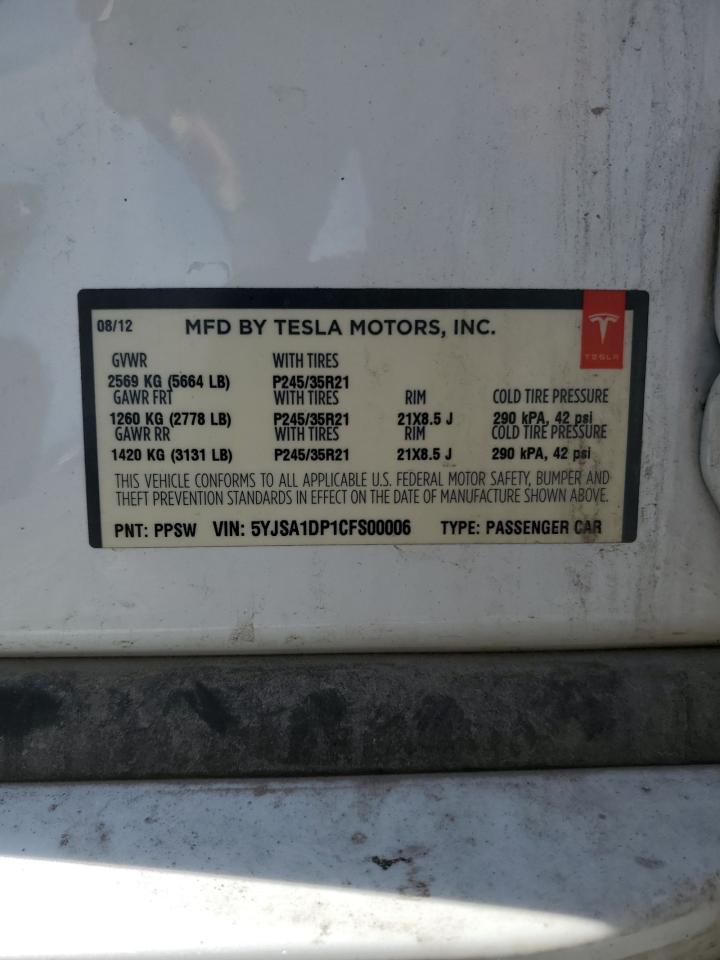 08/12 MFD BY TESLA MOTORS, INC.
TESLA
GVWR WITH TIRES
2569 KG (5664 LB) P245/35R21
GAWR FRT WITH TIRES RIM COLD TIRE PRESSURE
1260 KG (2778 LB) P245/35R21 21X8.5 J 290 kPA, 42 psi
GAWR RR WITH TIRES RIM COLD TIRE PRESSURE
1420 KG (3131 LB) P245/35R21 21X8.5 J 290 kPA, 42 psi
THIS VEHICLE CONFORMS TO ALL APPLICABLE U.S. FEDERAL MOTOR SAFETY, BUMPER AND
THEFT PREVENTION STANDARDS IN EFFECT ON THE DATE OF MANUFACTURE SHOWN ABOVE.
PNT: PPSW VIN: 5YJSA1DP1CFS00006 TYPE: PASSENGER CAR